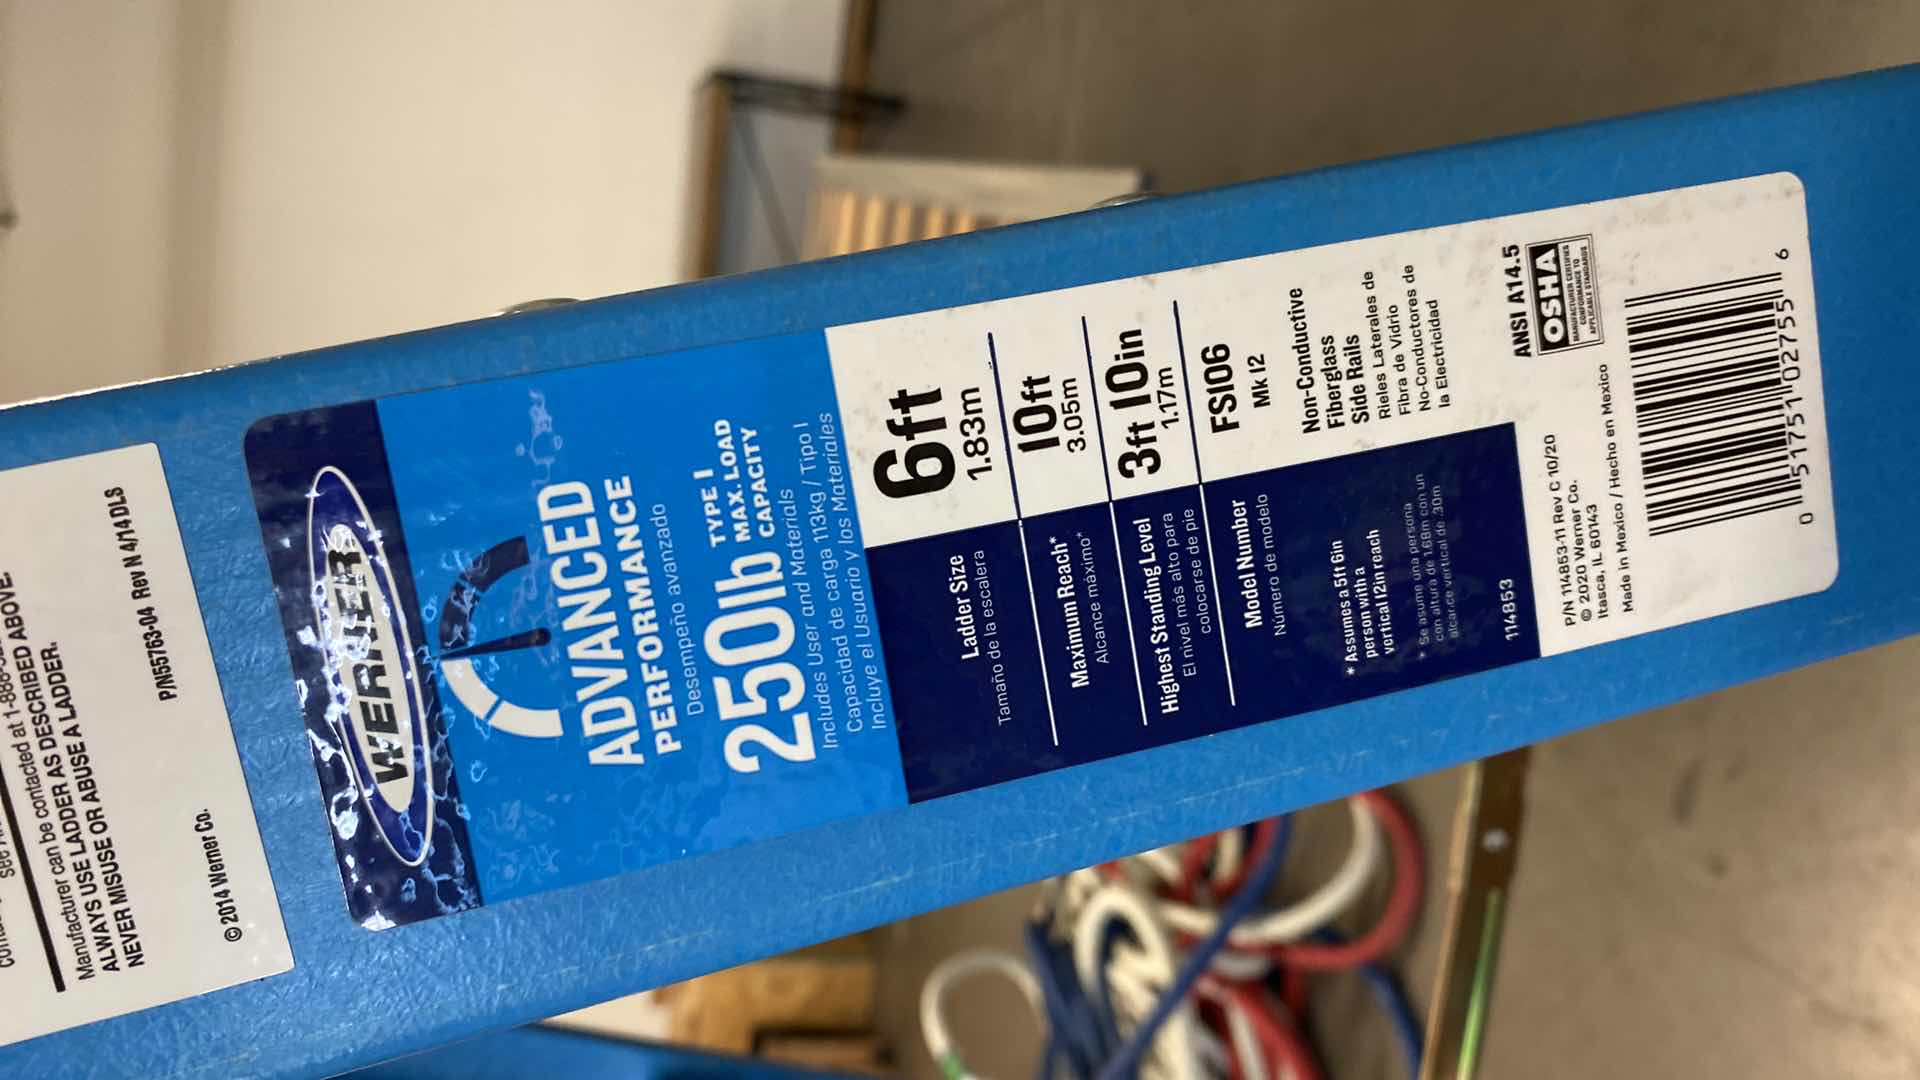 Manufacturer can be contacted at 1-888-
ALWAYS USE LADDER AS DESCRIBED ABOVE.
NEVER MISUSE OR ABUSE A LADDER.
P/N55763-04 Rev N 4/14 DLS
© 2014 Werner Co.
WERNER
ADVANCED
PERFORMANCE
Desempeño avanzado
250lb TYPE I MAX. LOAD CAPACITY
Includes User and Materials
Capacidad de carga 113kg / Tipo I
Incluye el Usuario y los Materiales
Ladder Size 6ft
Tamaño de la escalera 1.83m
Maximum Reach* 10ft
Alcance máximo* 3.05m
Highest Standing Level 3ft 10in
El nivel más alto para 1.17m
colocarse de pie
Model Number FS106
Número de modelo Mk 12
Non-Conductive
Fiberglass
Side Rails
Rieles Laterales de
Fibra de Vidrio
No-Conductores de
la Electricidad
* Assumes a 5ft 6in
person with a
vertical 12in reach
* Se asume una persona
con altura de 1.68m con un
alcance vertical de .30m
114853
ANSI A14.5
OSHA
MANUFACTURER CERTIFIES
CONFORMANCE TO
APPLICABLE STANDARDS
P/N 114853-11 Rev C 10/20
© 2020 Werner Co.
Itasca, IL 60143
Made in Mexico / Hecho en Mexico
0 51751 02755 6